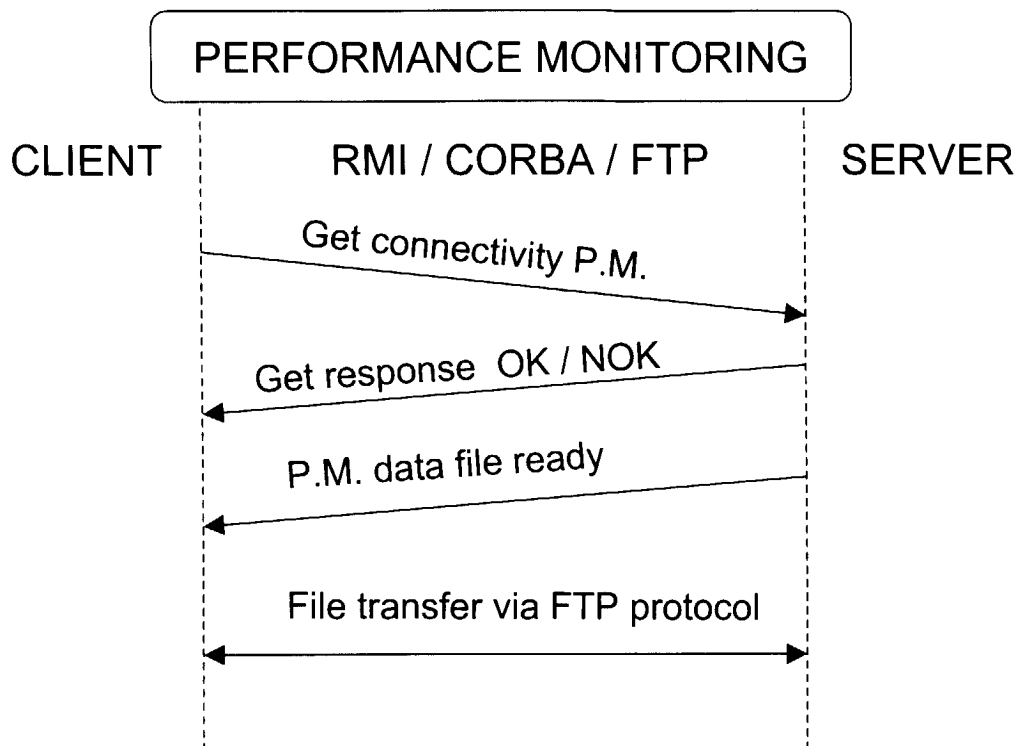 PERFORMANCE MONITORING
CLIENT
RMI / CORBA / FTP
SERVER
Get connectivity P.M.
Get response OK / NOK
P.M. data file ready
File transfer via FTP protocol